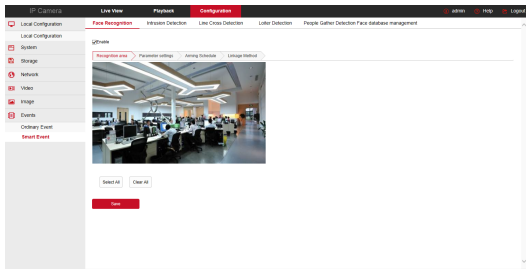 IP Camera
Live View
Playback
Configuration
admin
Help
Logout
Local Configuration
Local Configuration
System
Storage
Network
Video
Image
Events
Ordinary Event
Smart Event
Face Recognition
Intrusion Detection
Line Cross Detection
Loiter Detection
People Gather Detection
Face database management
Enable
Recognition area
Parameter settings
Arming Schedule
Linkage Method
Select All
Clear All
Save